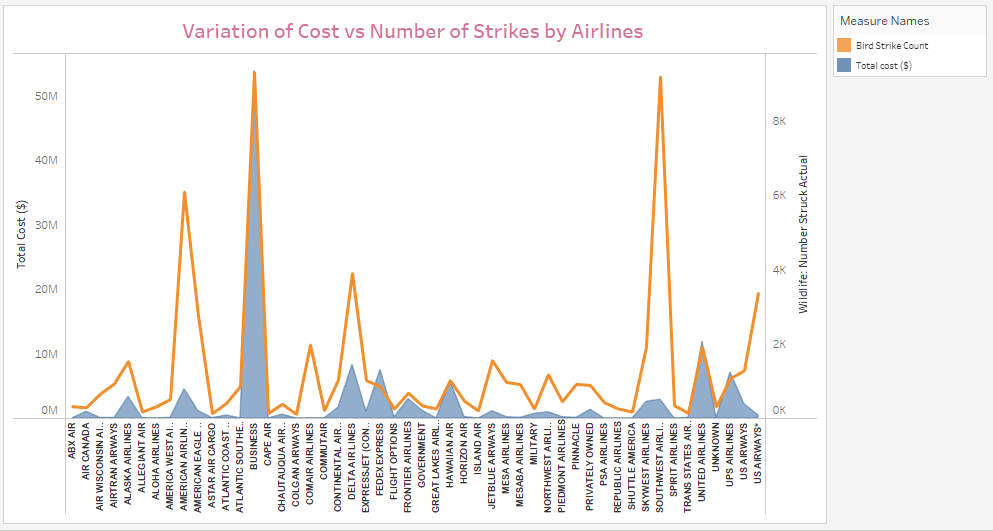 Variation of Cost vs Number of Strikes by Airlines
Measure Names
Bird Strike Count
Total cost ($)
Total Cost ($)
50M
40M
30M
20M
10M
0M
8K
6K
4K
2K
0K
Wildlife: Number Struck Actual
ABX AIR
AIR CANADA
AIR WISCONSIN AI..
AIRTRAN AIRWAYS
ALASKA AIRLINES
ALLEGIANT AIR
ALOHA AIRLINES
AMERICA WEST AI..
AMERICAN AIRLIN..
AMERICAN EAGLE ..
ASTAR AIR CARGO
ATLANTIC COAST ..
ATLANTIC SOUTHE..
BUSINESS
CAPE AIR
CHAUTAUQUA AIR..
COLGAN AIRWAYS
COMAIR AIRLINES
COMMUTAIR
CONTINENTAL AIR..
DELTA AIR LINES
EXPRESSJET (CON..
FEDEX EXPRESS
FLIGHT OPTIONS
FRONTIER AIRLINES
GOVERNMENT
GREAT LAKES AIRL..
HAWAIIAN AIR
HORIZON AIR
ISLAND AIR
JETBLUE AIRWAYS
MESA AIRLINES
MESABA AIRLINES
MILITARY
NORTHWEST AIRLI..
PIEDMONT AIRLINES
PINNACLE
PRIVATELY OWNED
PSA AIRLINES
REPUBLIC AIRLINES
SHUTTLE AMERICA
SKYWEST AIRLINES
SOUTHWEST AIRLI..
SPIRIT AIRLINES
TRANS STATES AIR..
UNITED AIRLINES
UNKNOWN
UPS AIRLINES
US AIRWAYS
US AIRWAYS*